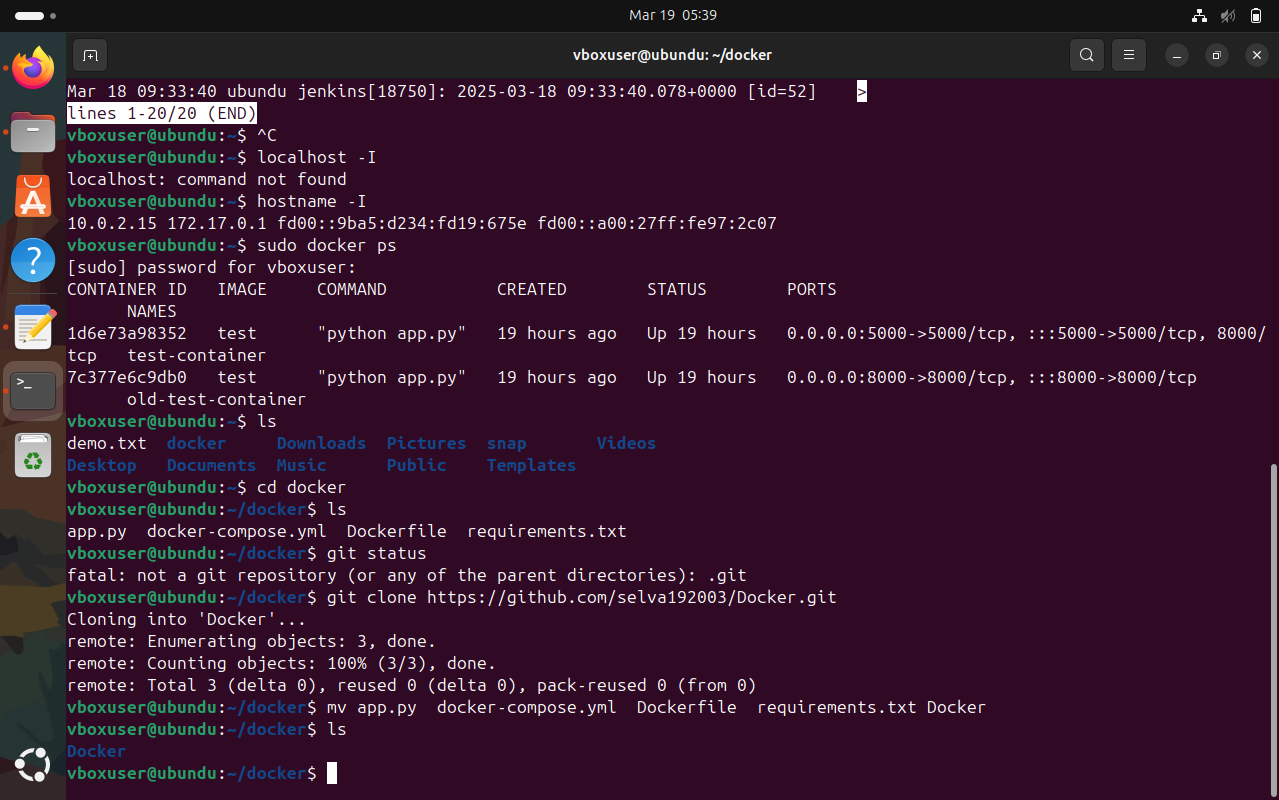 Mar 19 05:39
vboxuser@ubundu: ~/docker
Mar 18 09:33:40 ubundu jenkins[18750]: 2025-03-18 09:33:40.078+0000 [id=52] >
lines 1-20/20 (END)
vboxuser@ubundu:~$ ^C
vboxuser@ubundu:~$ localhost -I
localhost: command not found
vboxuser@ubundu:~$ hostname -I
10.0.2.15 172.17.0.1 fd00::9ba5:d234:fd19:675e fd00::a00:27ff:fe97:2c07
vboxuser@ubundu:~$ sudo docker ps
[sudo] password for vboxuser:
CONTAINER ID   IMAGE     COMMAND           CREATED        STATUS        PORTS
      NAMES
1d6e73a98352   test      "python app.py"   19 hours ago   Up 19 hours   0.0.0.0:5000->5000/tcp, :::5000->5000/tcp, 8000/
tcp   test-container
7c377e6c9db0   test      "python app.py"   19 hours ago   Up 19 hours   0.0.0.0:8000->8000/tcp, :::8000->8000/tcp
      old-test-container
vboxuser@ubundu:~$ ls
demo.txt  docker     Downloads  Pictures  snap       Videos
Desktop   Documents  Music      Public    Templates
vboxuser@ubundu:~$ cd docker
vboxuser@ubundu:~/docker$ ls
app.py  docker-compose.yml  Dockerfile  requirements.txt
vboxuser@ubundu:~/docker$ git status
fatal: not a git repository (or any of the parent directories): .git
vboxuser@ubundu:~/docker$ git clone https://github.com/selva192003/Docker.git
Cloning into 'Docker'...
remote: Enumerating objects: 3, done.
remote: Counting objects: 100% (3/3), done.
remote: Total 3 (delta 0), reused 0 (delta 0), pack-reused 0 (from 0)
vboxuser@ubundu:~/docker$ mv app.py  docker-compose.yml  Dockerfile  requirements.txt Docker
vboxuser@ubundu:~/docker$ ls
Docker
vboxuser@ubundu:~/docker$